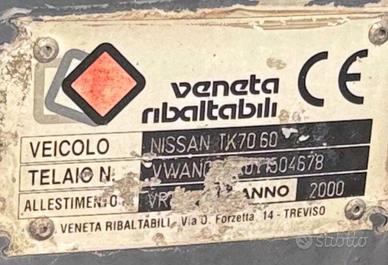 veneta
ribaltabili
CE
VEICOLO NISSAN TK70 60
TELAIO N.
ALLESTIMENTO ANNO 2000
VENETA RIBALTABILI - Via D. Forzetta, 14 - TREVISO
subito